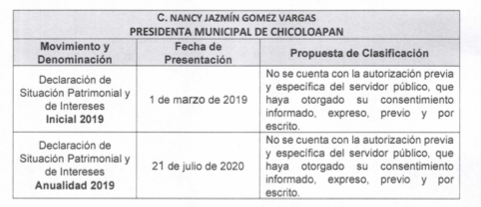 C. NANCY JAZMÍN GOMEZ VARGAS
PRESIDENTA MUNICIPAL DE CHICOLOAPAN
Movimiento y
Denominación
Fecha de
Presentación
Propuesta de Clasificación
Declaración de
Situación Patrimonial y
de Intereses
Inicial 2019
1 de marzo de 2019
No se cuenta con la autorización previa
y específica del servidor público, que
haya otorgado su consentimiento
informado, expreso, previo y por
escrito.
Declaración de
Situación Patrimonial y
de Intereses
Anualidad 2019
21 de julio de 2020
No se cuenta con la autorización previa
y específica del servidor público, que
haya otorgado su consentimiento
informado, expreso, previo y por
escrito.